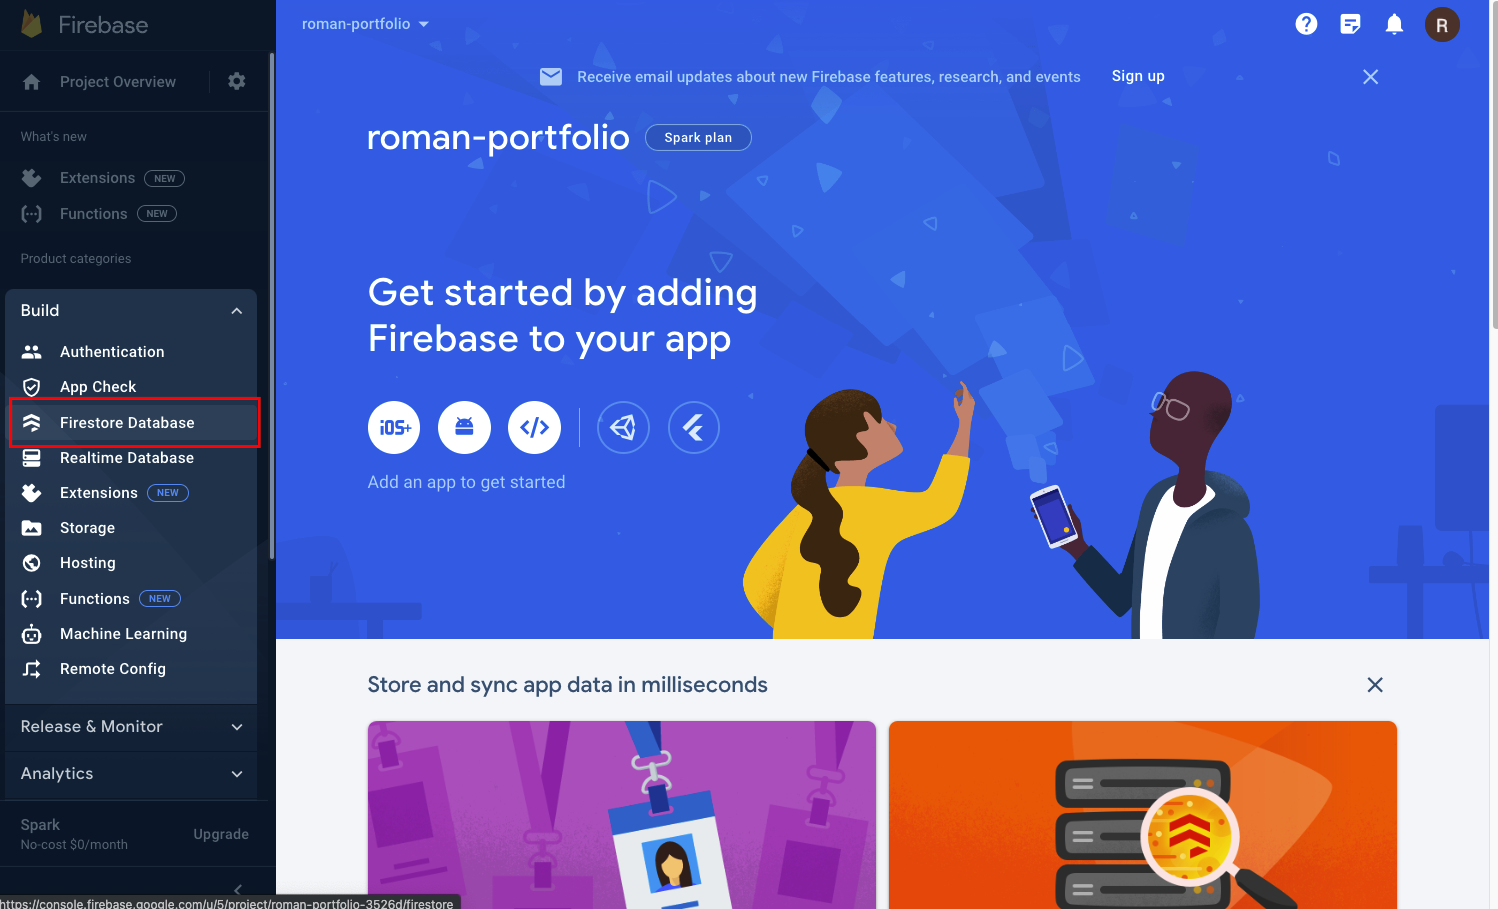 Firebase
Project Overview
What's new
Extensions NEW
Functions NEW
Product categories
Build
Authentication
App Check
Firestore Database
Realtime Database
Extensions NEW
Storage
Hosting
Functions NEW
Machine Learning
Remote Config
Release & Monitor
Analytics
Spark
No-cost $0/month
Upgrade
https://console.firebase.google.com/u/5/project/roman-portfolio-3526d/firestore
roman-portfolio
R
Receive email updates about new Firebase features, research, and events Sign up
roman-portfolio Spark plan
Get started by adding
Firebase to your app
iOS+
Add an app to get started
Store and sync app data in milliseconds